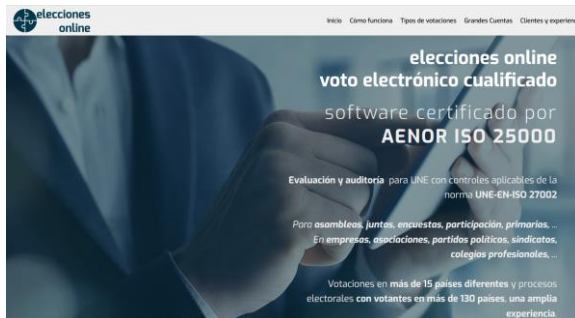 elecciones
online
Inicio Cómo funciona Tipos de votaciones Grandes Cuentas Clientes y experien
elecciones online
voto electrónico cualificado
software certificado por
AENOR ISO 25000
Evaluación y auditoría para UNE con controles aplicables de la
norma UNE-EN-ISO 27002
Para asambleas, juntas, encuestas, participación, primarias, ...
En empresas, asociaciones, partidos políticos, sindicatos,
colegios profesionales, ...
Votaciones en más de 15 países diferentes y procesos
electorales con votantes en más de 130 países, una amplia
experiencia.